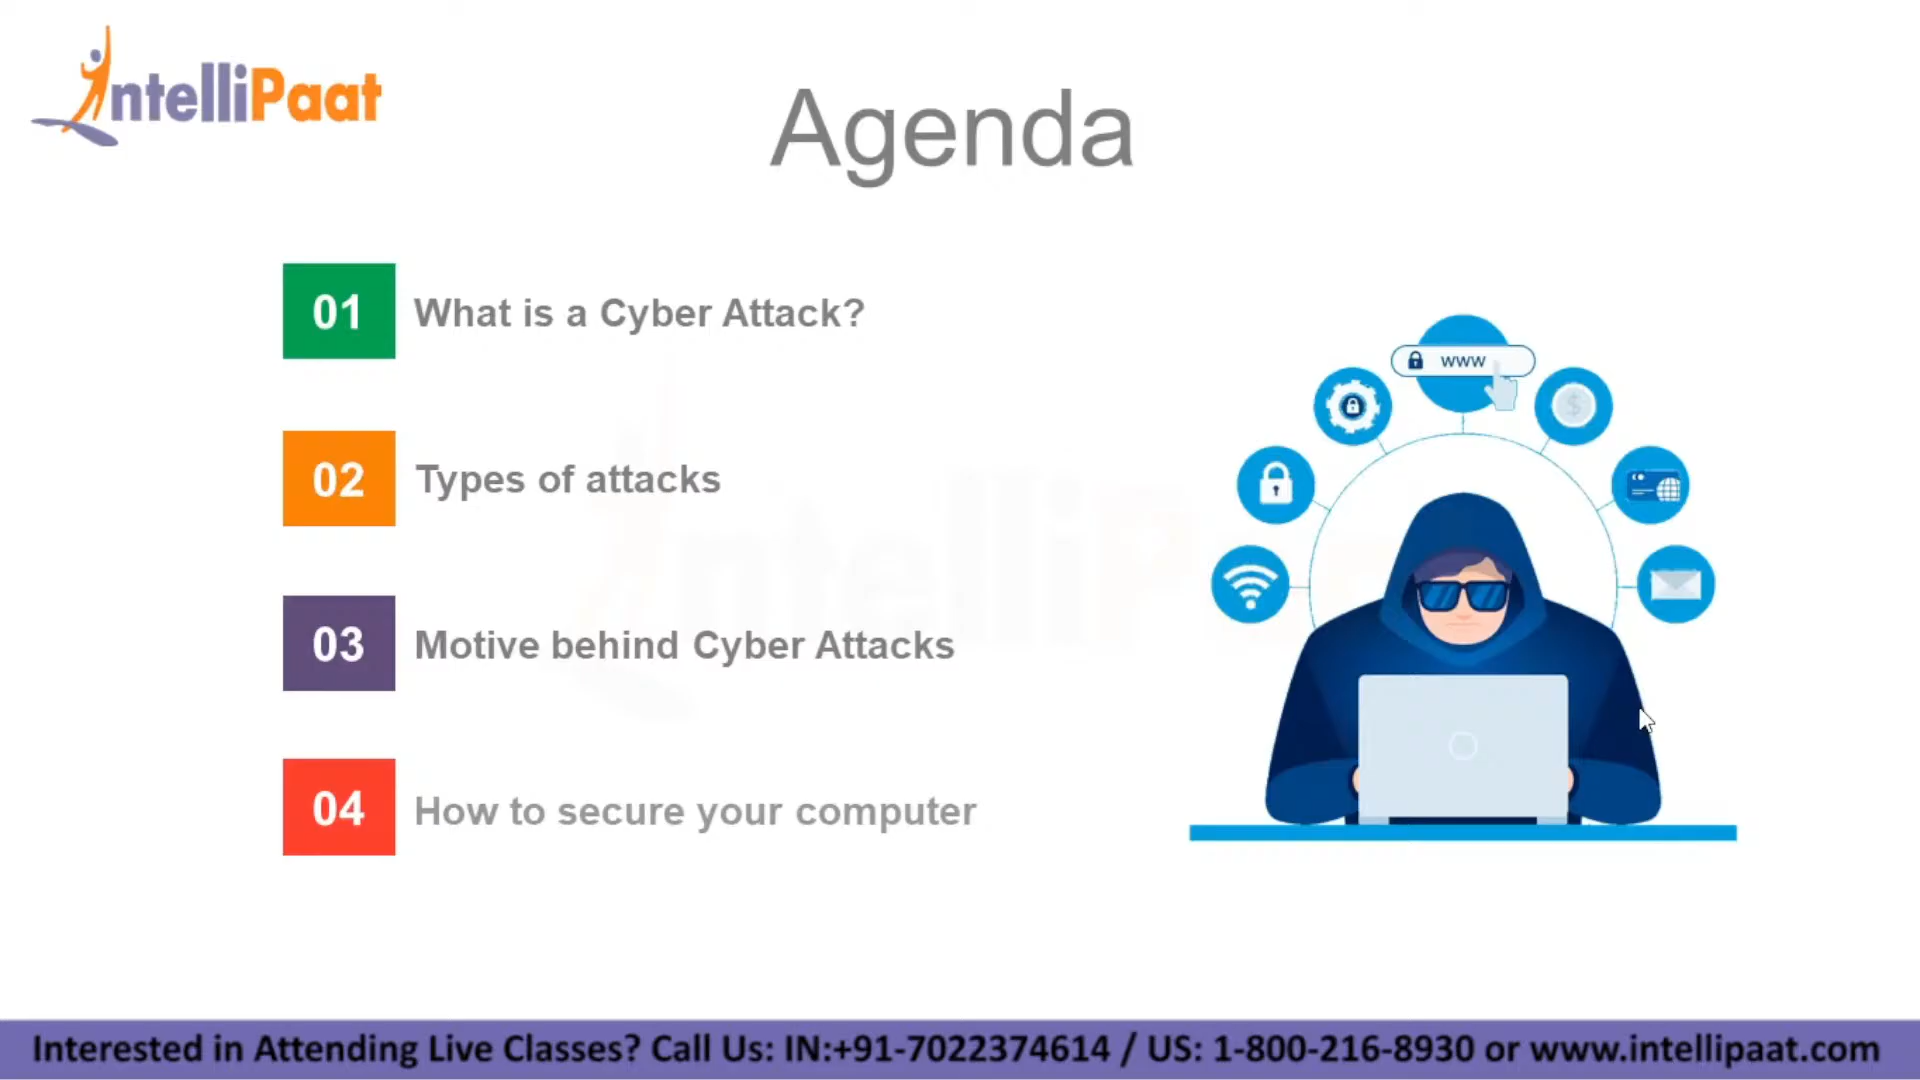 IntelliPaat
Agenda
01 What is a Cyber Attack?
02 Types of attacks
03 Motive behind Cyber Attacks
04 How to secure your computer
www
$
Interested in Attending Live Classes? Call Us: IN:+91-7022374614 / US: 1-800-216-8930 or www.intellipaat.com